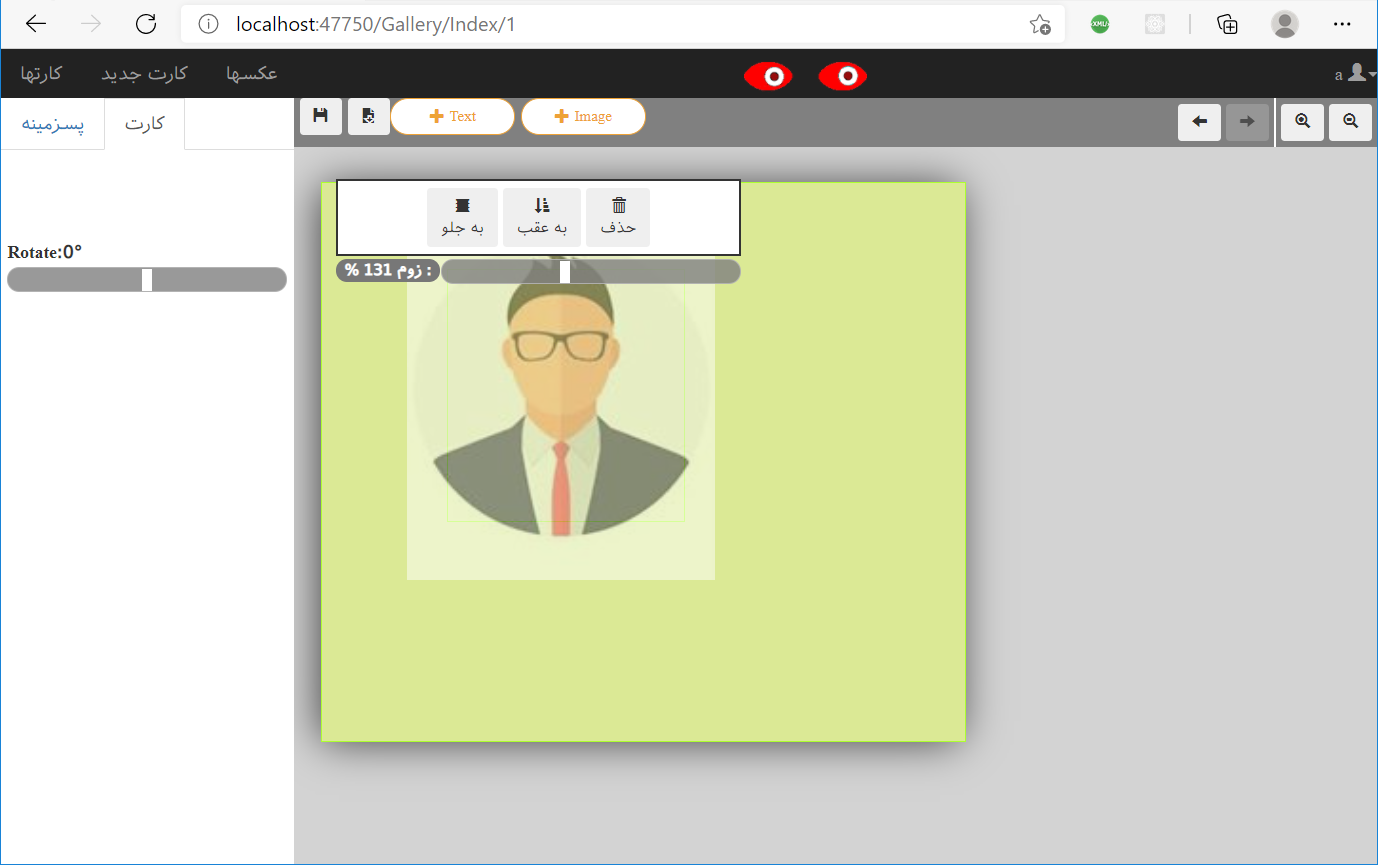 localhost:47750/Gallery/Index/1
XML
کارتها کارت جدید عکسها a
پسزمینه کارت
Text Image
به جلو به عقب حذف
Rotate:0°
% 131 زوم :